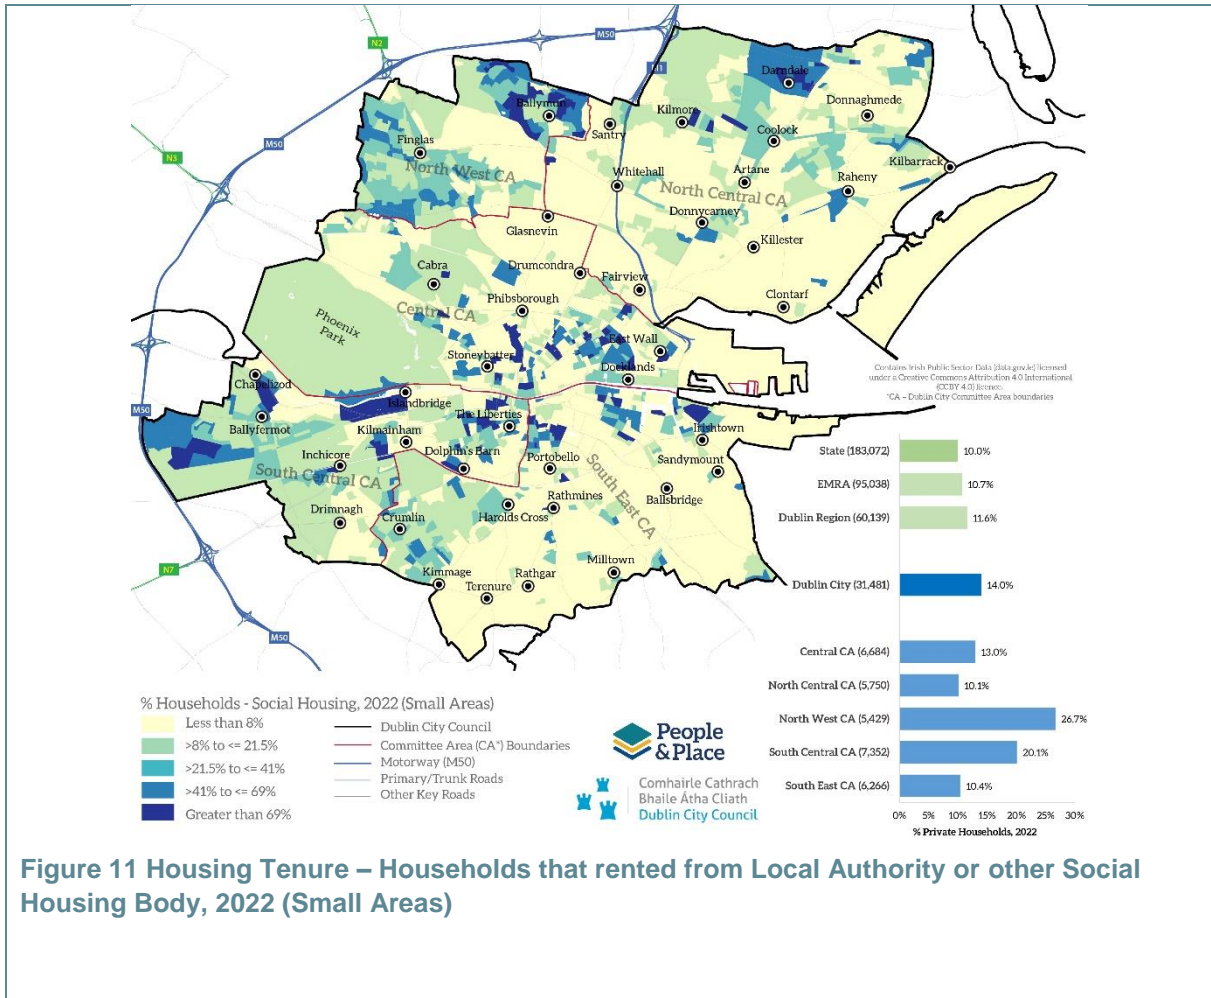 M50
N2
M1
Darndale
Ballymun
Kilmore
Donnaghmede
Santry
Coolock
Finglas
N3
M50
Kilbarrack
North West CA
Whitehall
Artane
Raheny
North Central CA
Donnycarney
Glasnevin
Killester
Cabra
Drumcondra
Fairview
Clontarf
Phibsborough
Central CA
Phoenix
Park
East Wall
Stoneybatter
Docklands
Chapelizod
Contains Irish Public Sector Data (data.gov.ie) licensed
under a Creative Commons Attribution 4.0 International
(CCBY 4.0) licence.
*CA – Dublin City Committee Area boundaries
M50
Islandbridge
The Liberties
Ballyfermot
Kilmainham
Irishtown
Inchicore
Dolphin's Barn
Portobello
Sandymount
South Central CA
South East CA
Ballsbridge
Rathmines
Harolds Cross
Drimnagh
Crumlin
N7
Kimmage
Milltown
Rathgar
Terenure
M50
State (183,072) 10.0%
EMRA (95,038) 10.7%
Dublin Region (60,139) 11.6%
Dublin City (31,481) 14.0%
Central CA (6,684) 13.0%
North Central CA (5,750) 10.1%
North West CA (5,429) 26.7%
South Central CA (7,352) 20.1%
South East CA (6,266) 10.4%
0% 5% 10% 15% 20% 25% 30%
% Private Households, 2022
% Households - Social Housing, 2022 (Small Areas)
Less than 8%
>8% to <= 21.5%
>21.5% to <= 41%
>41% to <= 69%
Greater than 69%
Dublin City Council
Committee Area (CA*) Boundaries
Motorway (M50)
Primary/Trunk Roads
Other Key Roads
People
& Place
Comhairle Cathrach
Bhaile Átha Cliath
Dublin City Council
Figure 11 Housing Tenure – Households that rented from Local Authority or other Social
Housing Body, 2022 (Small Areas)